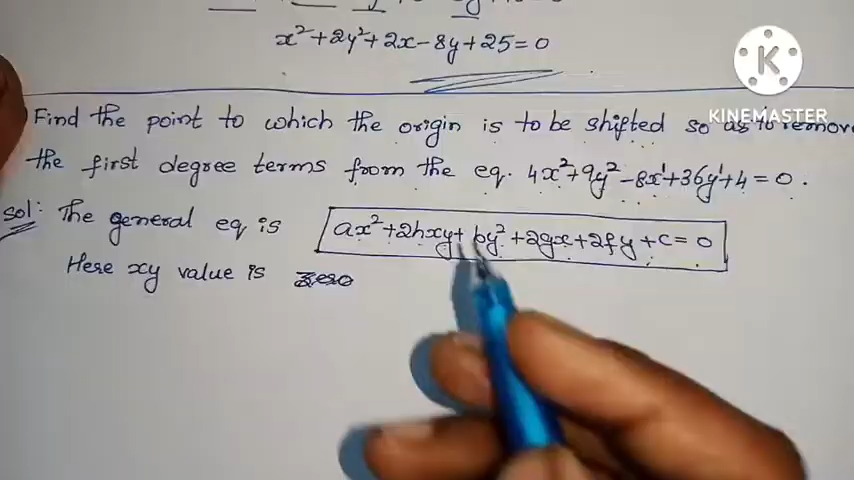 x²+2y²+2x-8y+25=0
KINEMASTER
Find the point to which the origin is to be shifted so as to remove
the first degree terms from the eq. 4x²+9y²-8x¹+36y¹+4=0.
Sol: The general eq is ax²+2hxy+by²+2gx+2fy+c=0
Here xy value is zero